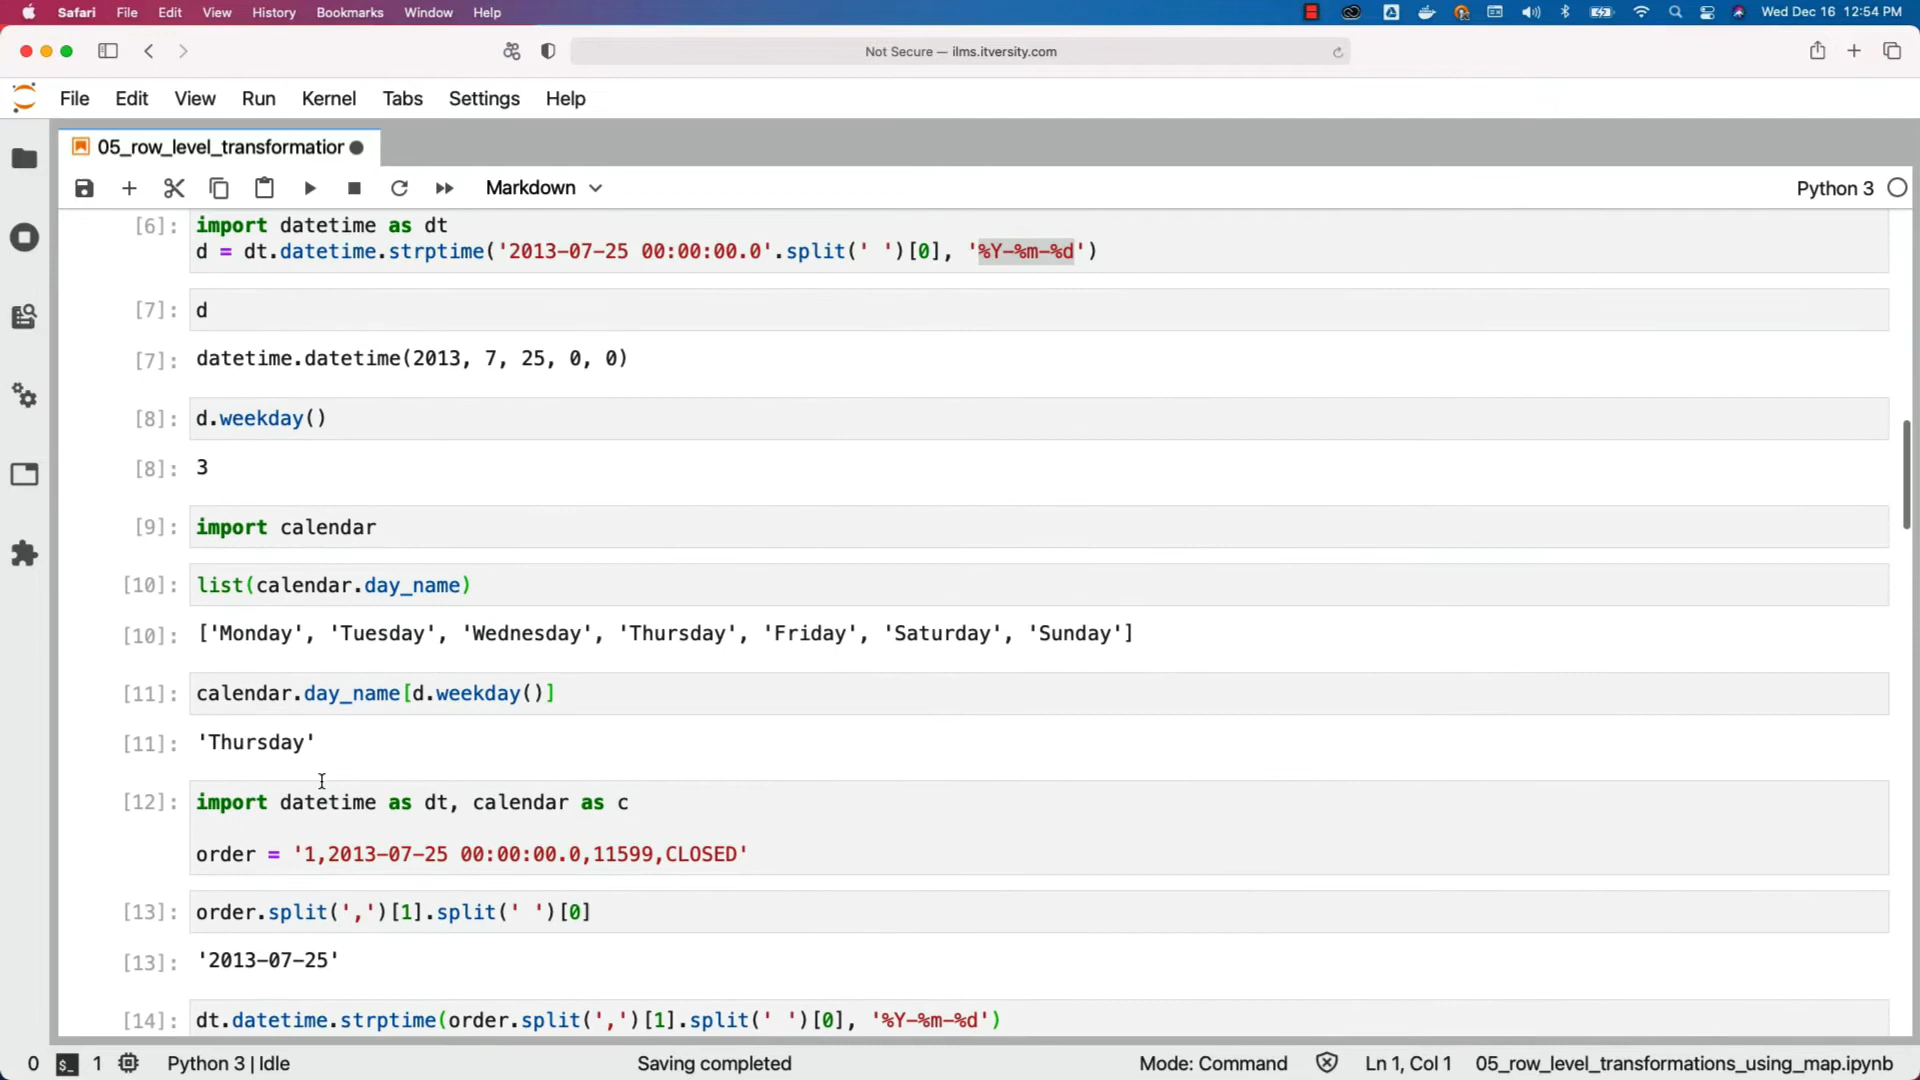 Safari File Edit View History Bookmarks Window Help Wed Dec 16 12:54 PM
Not Secure — ilms.itversity.com
File Edit View Run Kernel Tabs Settings Help
05_row_level_transformation
Markdown Python 3
[6]: import datetime as dt
d = dt.datetime.strptime('2013-07-25 00:00:00.0'.split(' ')[0], '%Y-%m-%d')
[7]: d
[7]: datetime.datetime(2013, 7, 25, 0, 0)
[8]: d.weekday()
[8]: 3
[9]: import calendar
[10]: list(calendar.day_name)
[10]: ['Monday', 'Tuesday', 'Wednesday', 'Thursday', 'Friday', 'Saturday', 'Sunday']
[11]: calendar.day_name[d.weekday()]
[11]: 'Thursday'
[12]: import datetime as dt, calendar as c
order = '1,2013-07-25 00:00:00.0,11599,CLOSED'
[13]: order.split(',')[1].split(' ')[0]
[13]: '2013-07-25'
[14]: dt.datetime.strptime(order.split(',')[1].split(' ')[0], '%Y-%m-%d')
0 $_ 1 Python 3 | Idle Saving completed Mode: Command Ln 1, Col 1 05_row_level_transformations_using_map.ipynb